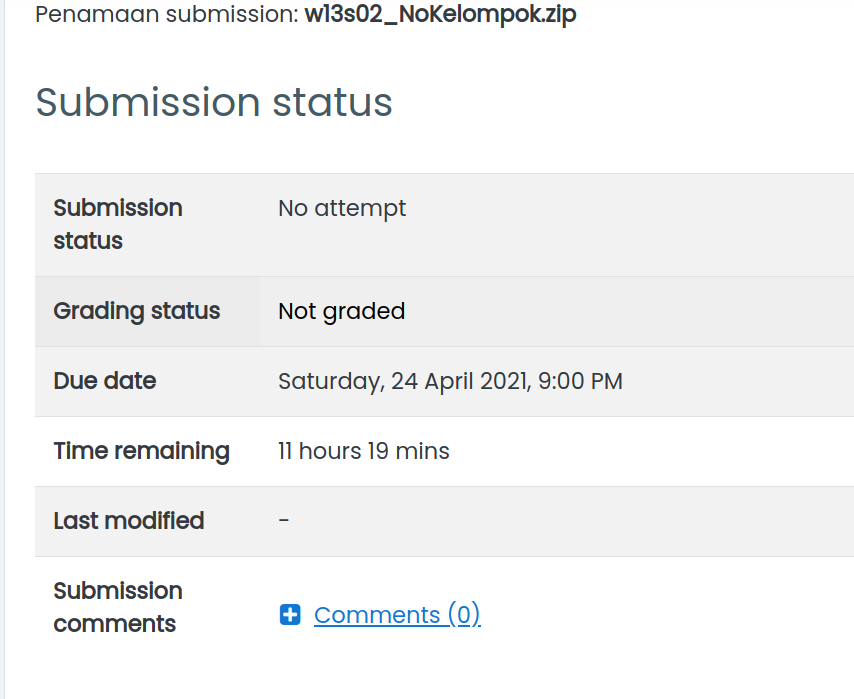 Penamaan submission: w13s02_NoKelompok.zip
Submission status
Submission status
No attempt
Grading status
Not graded
Due date
Saturday, 24 April 2021, 9:00 PM
Time remaining
11 hours 19 mins
Last modified
-
Submission comments
Comments (0)